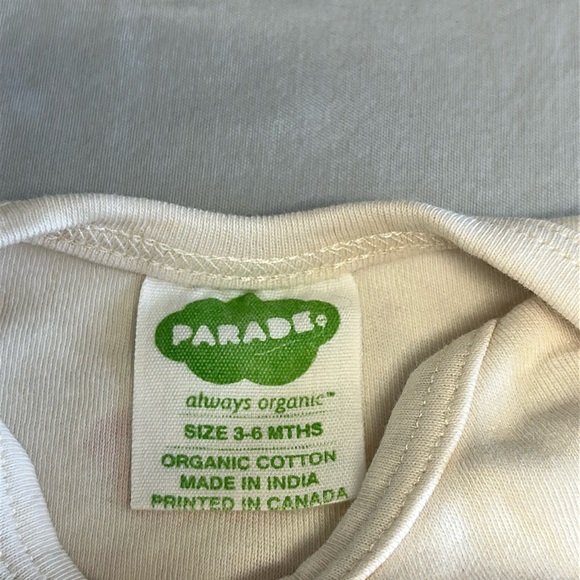 PARADE
always organic™
SIZE 3-6 MTHS
ORGANIC COTTON
MADE IN INDIA
PRINTED IN CANADA